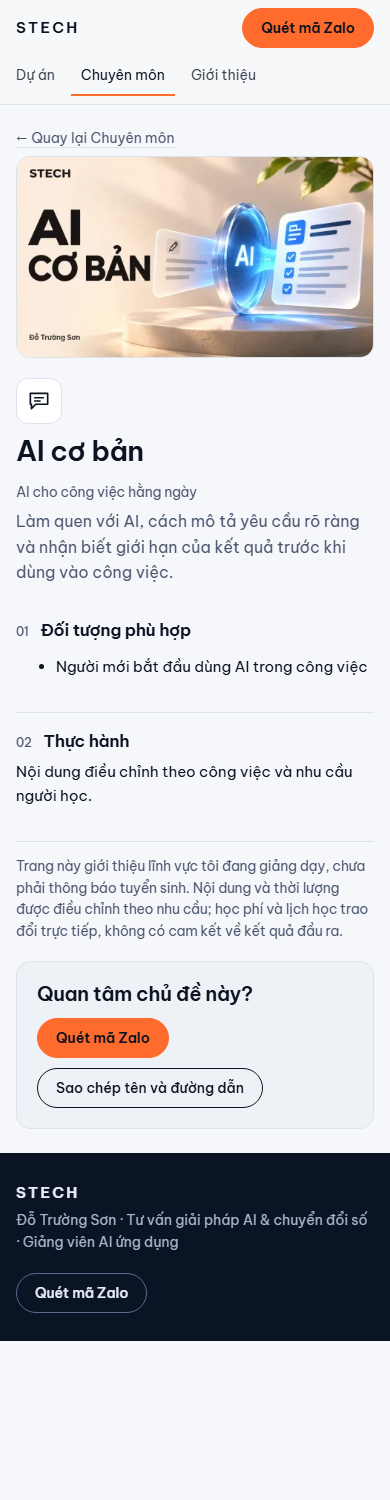 STECH
Quét mã Zalo
Dự án
Chuyên môn
Giới thiệu
← Quay lại Chuyên môn
STECH
AI
CƠ BẢN
AI
Đỗ Trường Sơn
AI cơ bản
AI cho công việc hằng ngày
Làm quen với AI, cách mô tả yêu cầu rõ ràng
và nhận biết giới hạn của kết quả trước khi
dùng vào công việc.
01 Đối tượng phù hợp
• Người mới bắt đầu dùng AI trong công việc
02 Thực hành
Nội dung điều chỉnh theo công việc và nhu cầu
người học.
Trang này giới thiệu lĩnh vực tôi đang giảng dạy, chưa
phải thông báo tuyển sinh. Nội dung và thời lượng
được điều chỉnh theo nhu cầu; học phí và lịch học trao
đổi trực tiếp, không có cam kết về kết quả đầu ra.
Quan tâm chủ đề này?
Quét mã Zalo
Sao chép tên và đường dẫn
STECH
Đỗ Trường Sơn · Tư vấn giải pháp AI & chuyển đổi số
· Giảng viên AI ứng dụng
Quét mã Zalo